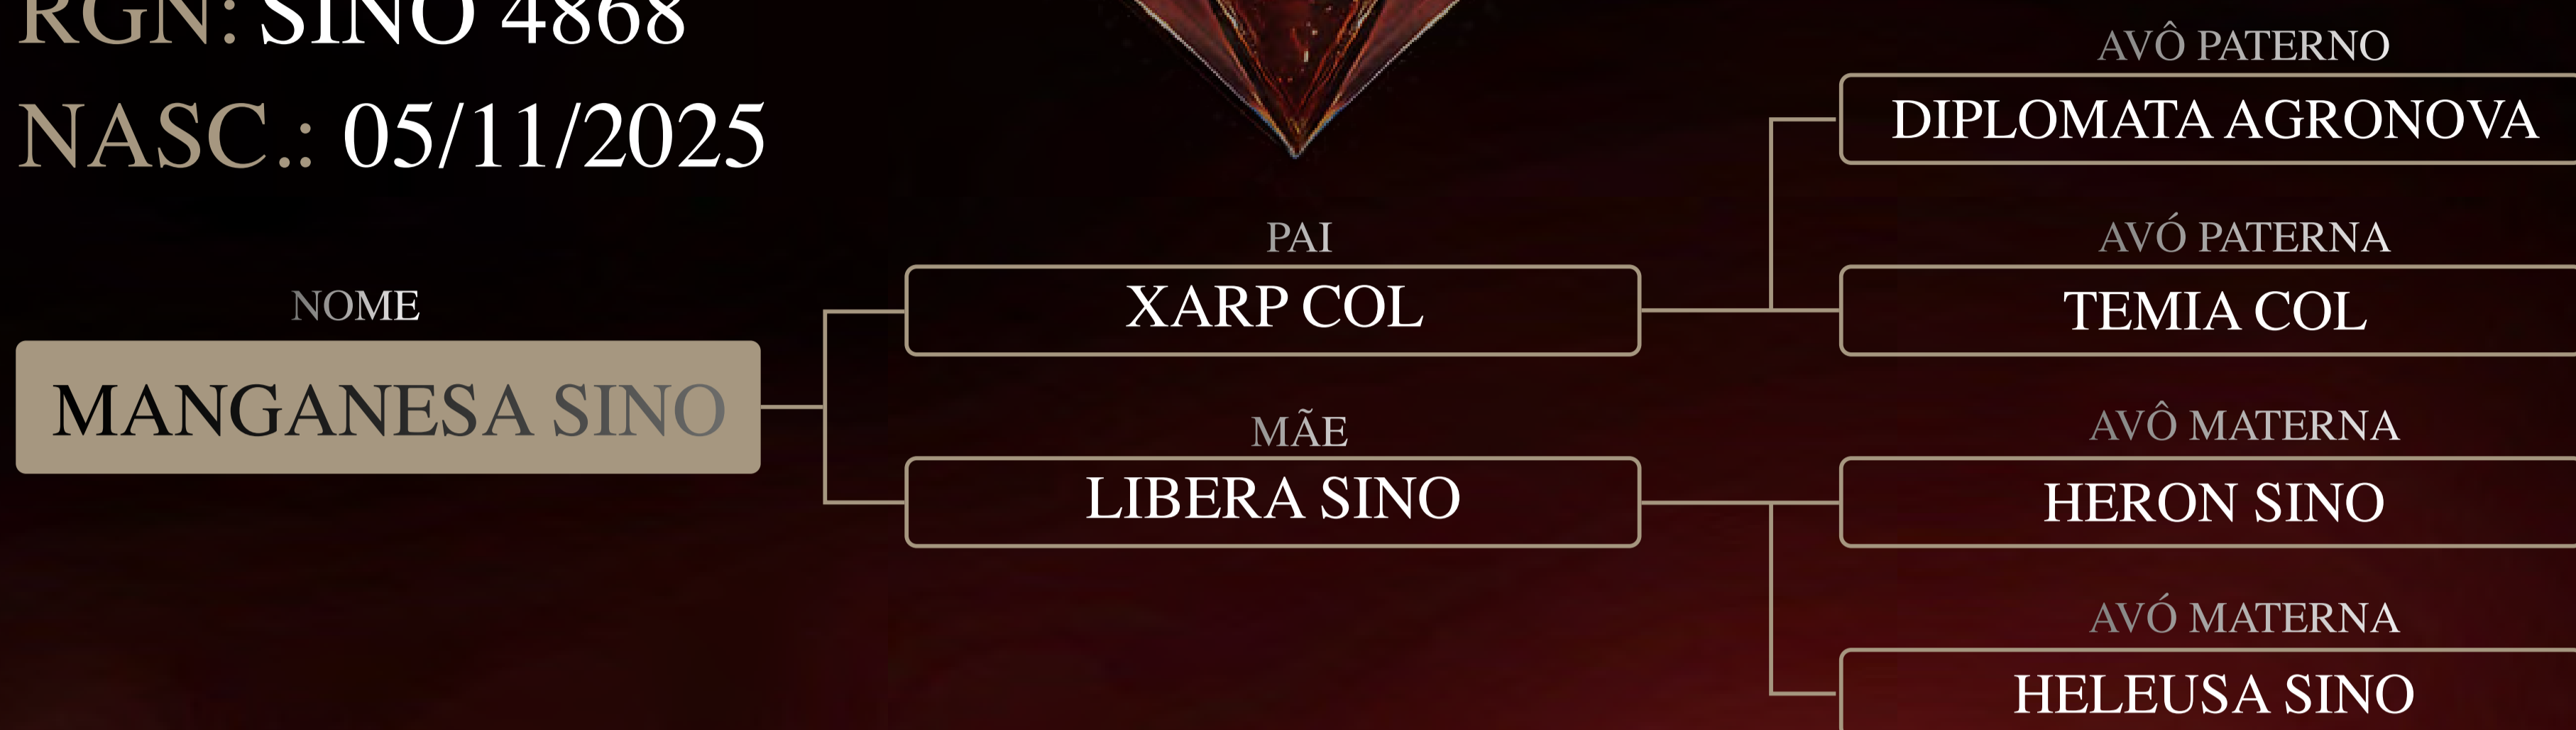 RGN: SINO 4868
NASC.: 05/11/2025
NOME
MANGANESA SINO
PAI
XARP COL
MÃE
LIBERA SINO
AVÔ PATERNO
DIPLOMATA AGRONOVA
AVÓ PATERNA
TEMIA COL
AVÔ MATERNA
HERON SINO
AVÓ MATERNA
HELEUSA SINO